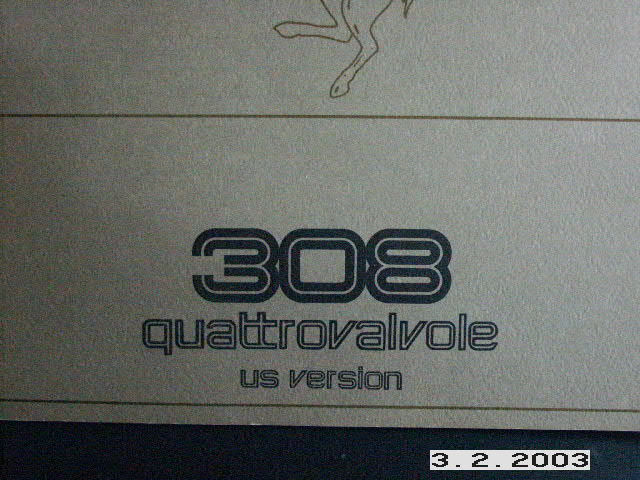 308
quattrovalvole
us version
3.2.2003